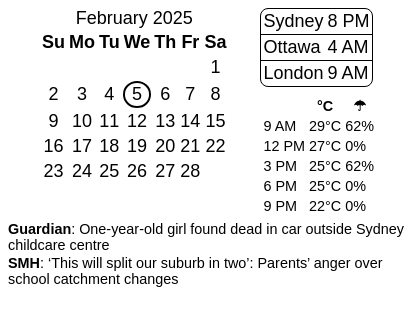 February 2025
Su Mo Tu We Th Fr Sa
1
2 3 4 5 6 7 8
9 10 11 12 13 14 15
16 17 18 19 20 21 22
23 24 25 26 27 28
Sydney 8 PM
Ottawa 4 AM
London 9 AM
°C ☂
9 AM 29°C 62%
12 PM 27°C 0%
3 PM 25°C 62%
6 PM 25°C 0%
9 PM 22°C 0%
Guardian: One-year-old girl found dead in car outside Sydney
childcare centre
SMH: ‘This will split our suburb in two’: Parents’ anger over
school catchment changes